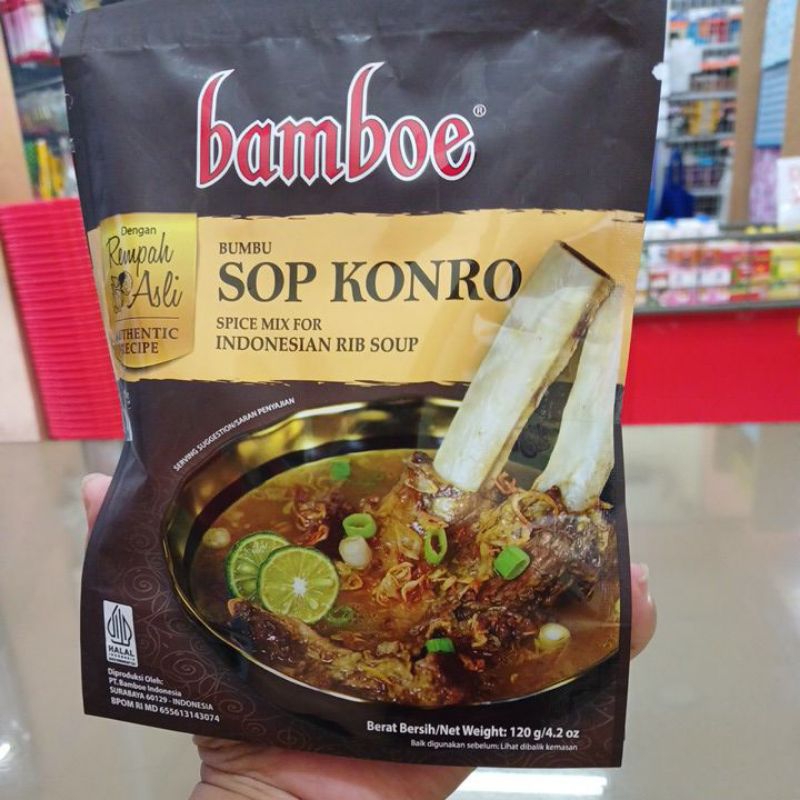 bamboe®
Dengan
Rempah
Asli
AUTHENTIC
RECIPE
BUMBU
SOP KONRO
SPICE MIX FOR
INDONESIAN RIB SOUP
SERVING SUGGESTION/SARAN PENYAJIAN
HALAL
INDONESIA
Diproduksi Oleh:
PT.Bamboe Indonesia
SURABAYA 60129 - INDONESIA
BPOM RI MD 655613143074
Berat Bersih/Net Weight: 120 g/4.2 oz
Baik digunakan sebelum: Lihat dibalik kemasan